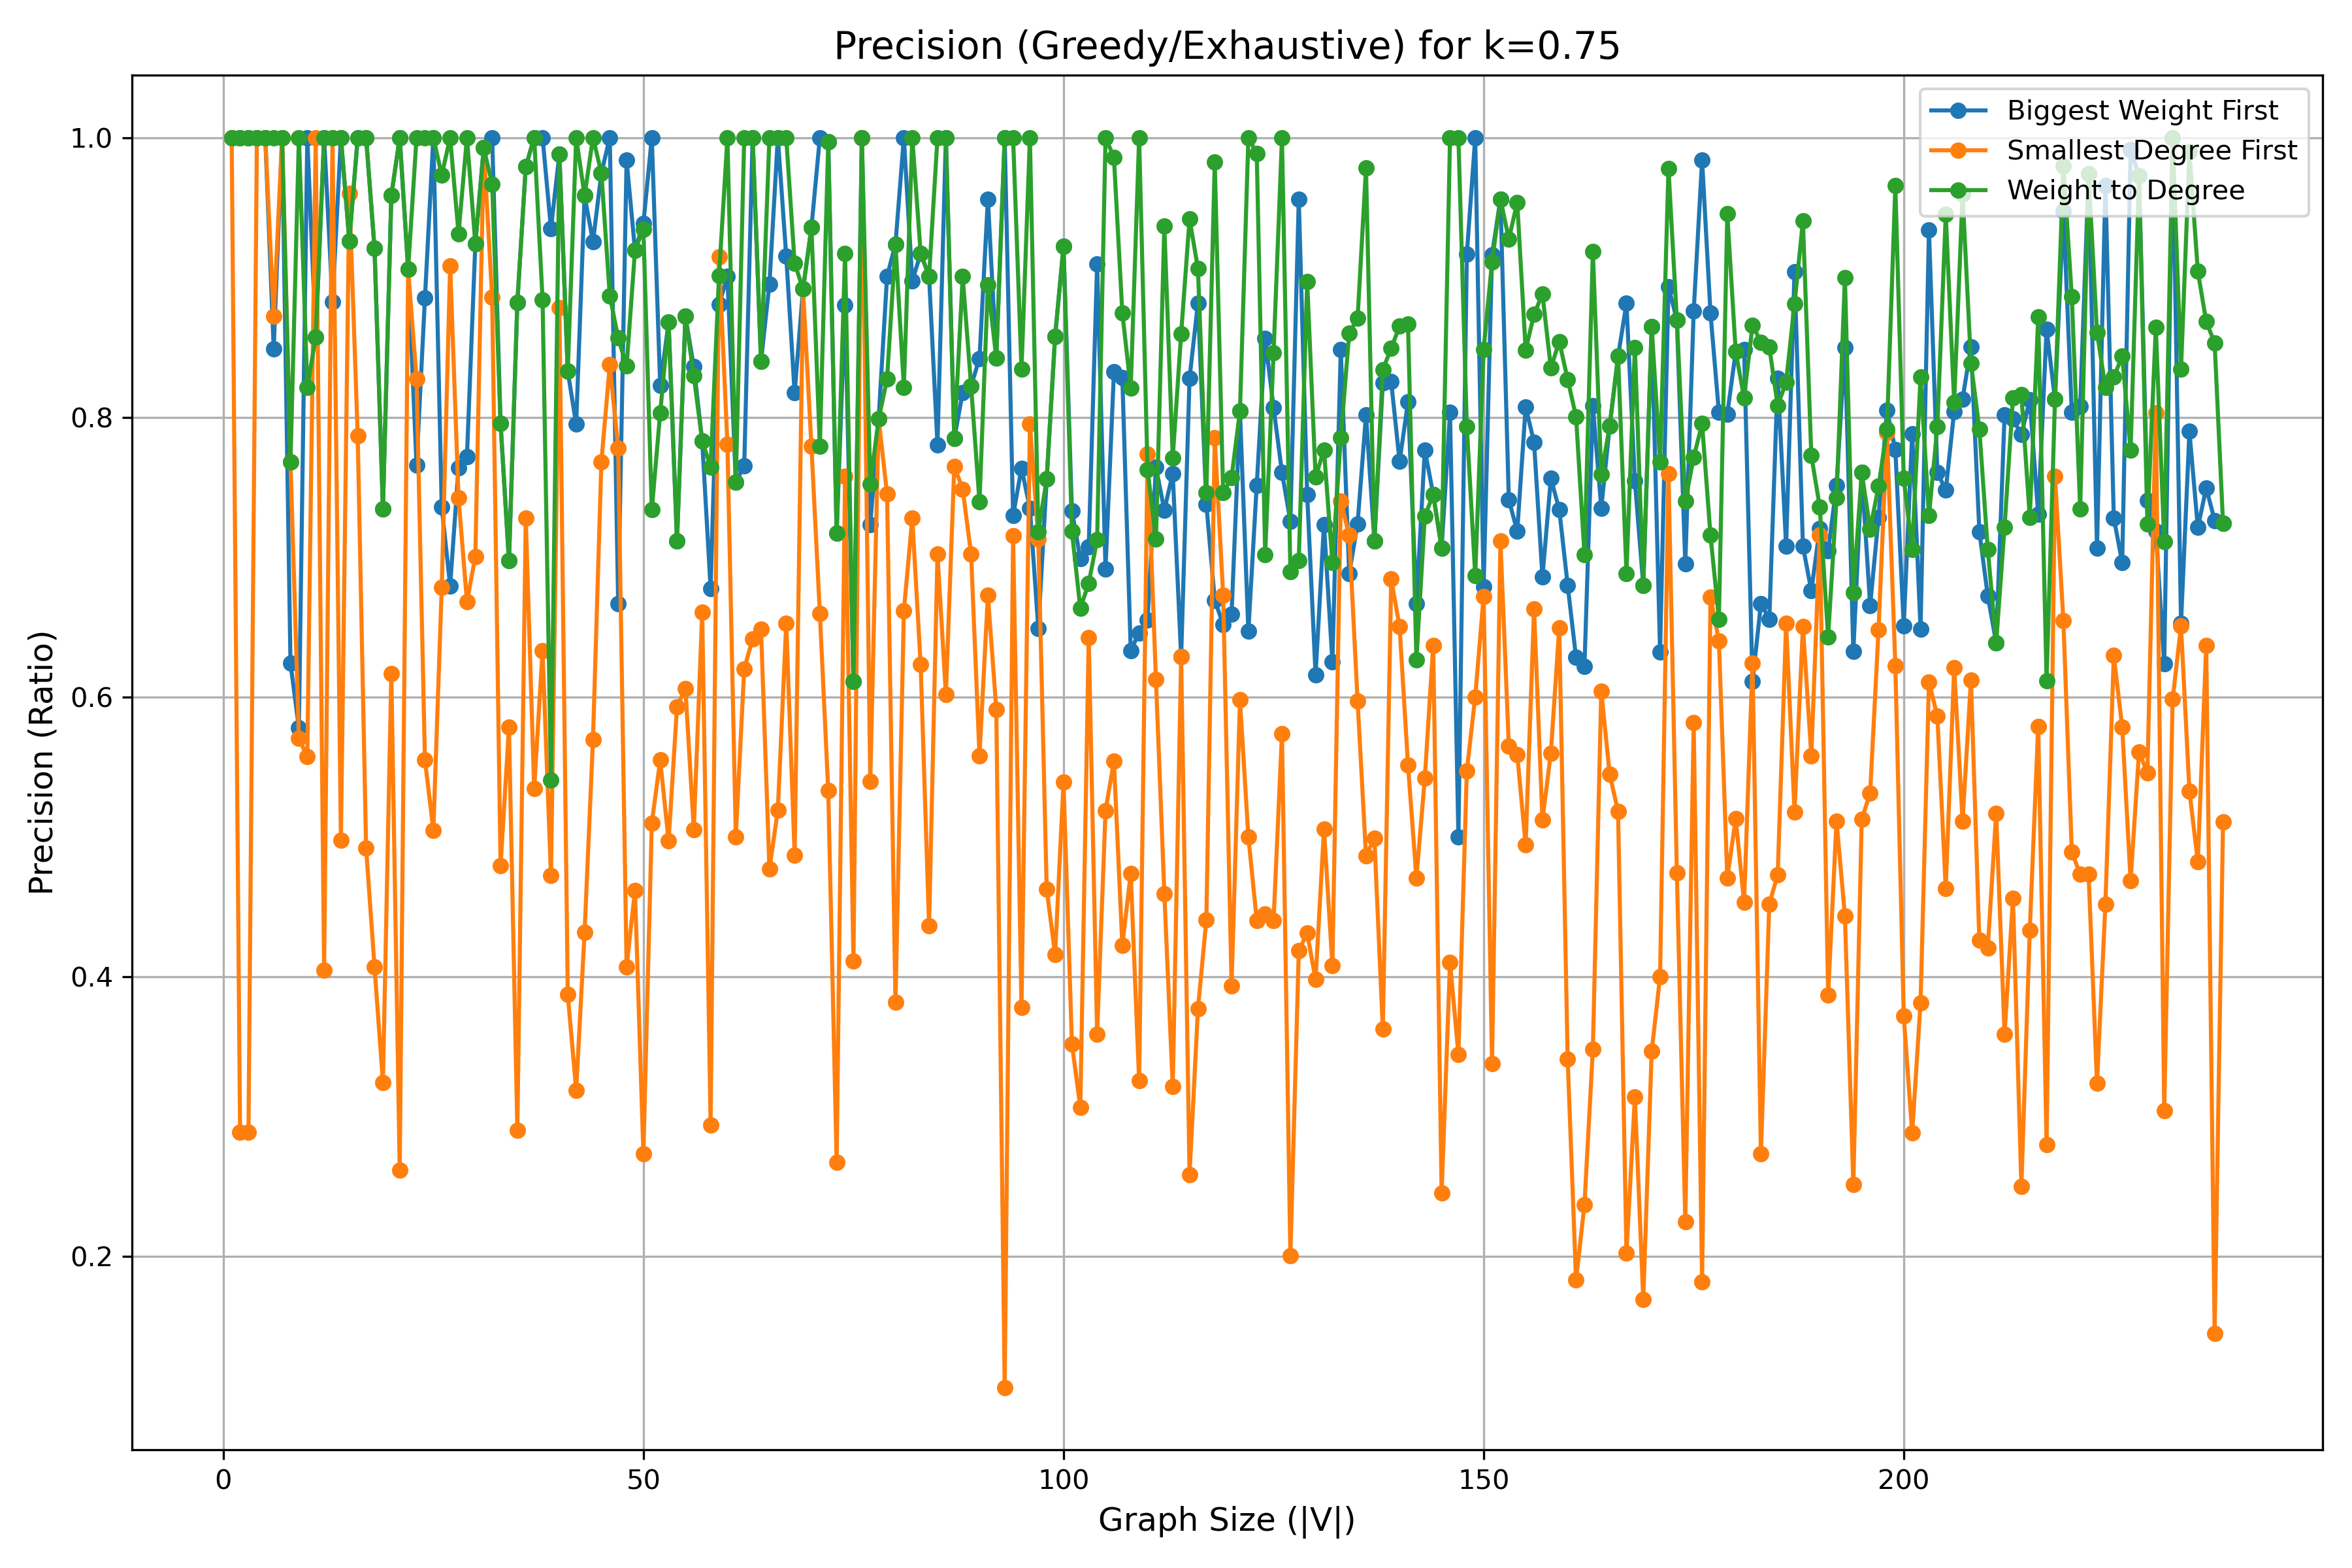 Precision (Greedy/Exhaustive) for k=0.75
Biggest Weight First
Smallest Degree First
Weight to Degree
Precision (Ratio)
1.0
0.8
0.6
0.4
0.2
0
50
100
150
200
Graph Size (|V|)